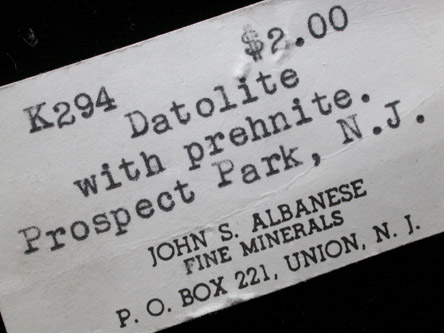 $2.00
K294
Datolite
with prehnite.
Prospect Park, N.J.
JOHN S. ALBANESE
FINE MINERALS
P. O. BOX 221, UNION, N. J.